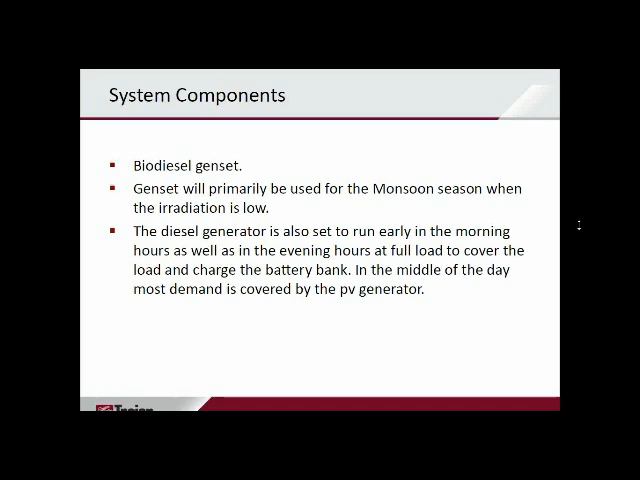 System Components
Biodiesel genset.
Genset will primarily be used for the Monsoon season when
the irradiation is low.
The diesel generator is also set to run early in the morning
hours as well as in the evening hours at full load to cover the
load and charge the battery bank. In the middle of the day
most demand is covered by the pv generator.
Trojan